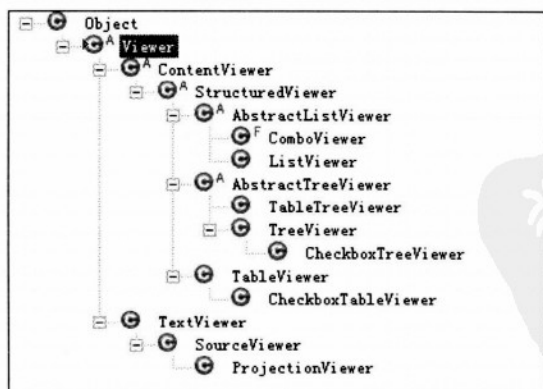 Object
A Viewer
A ContentViewer
A StructuredViewer
A AbstractListViewer
F ComboViewer
ListViewer
A AbstractTreeViewer
TableTreeViewer
TreeViewer
CheckboxTreeViewer
TableViewer
CheckboxTableViewer
TextViewer
SourceViewer
ProjectionViewer